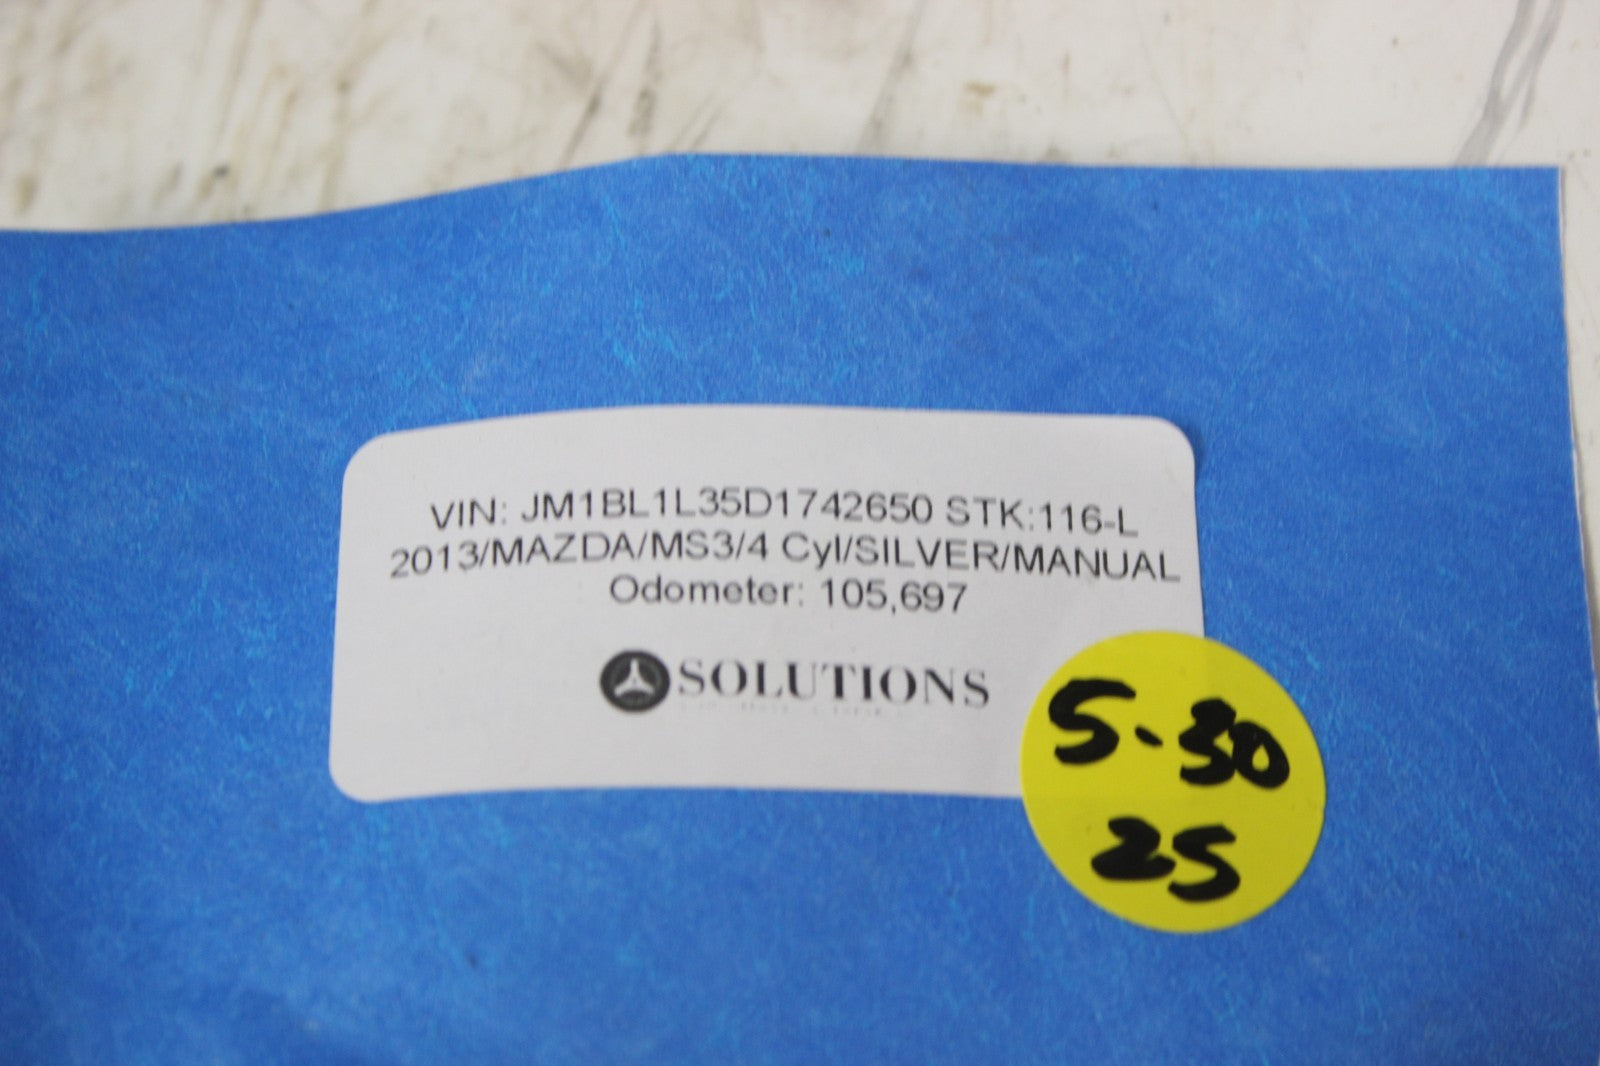 VIN: JM1BL1L35D1742650 STK:116-L
2013/MAZDA/MS3/4 Cyl/SILVER/MANUAL
Odometer: 105,697
SOLUTIONS
5-30
25